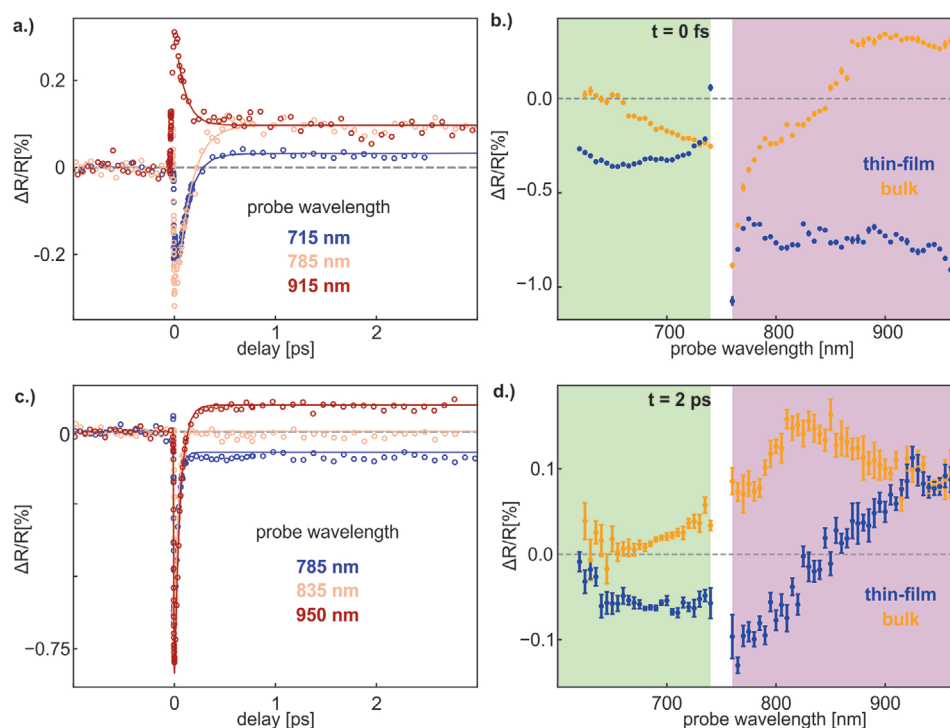 a.)
ΔR/R[%]
0.2
0
−0.2
probe wavelength
715 nm
785 nm
915 nm
0
1
2
delay [ps]
b.)
t = 0 fs
ΔR/R[%]
0.0
−0.5
−1.0
thin-film
bulk
700
800
900
probe wavelength [nm]
c.)
ΔR/R[%]
0
−0.75
probe wavelength
785 nm
835 nm
950 nm
0
1
2
delay [ps]
d.)
t = 2 ps
ΔR/R[%]
0.1
0.0
−0.1
thin-film
bulk
700
800
900
probe wavelength [nm]